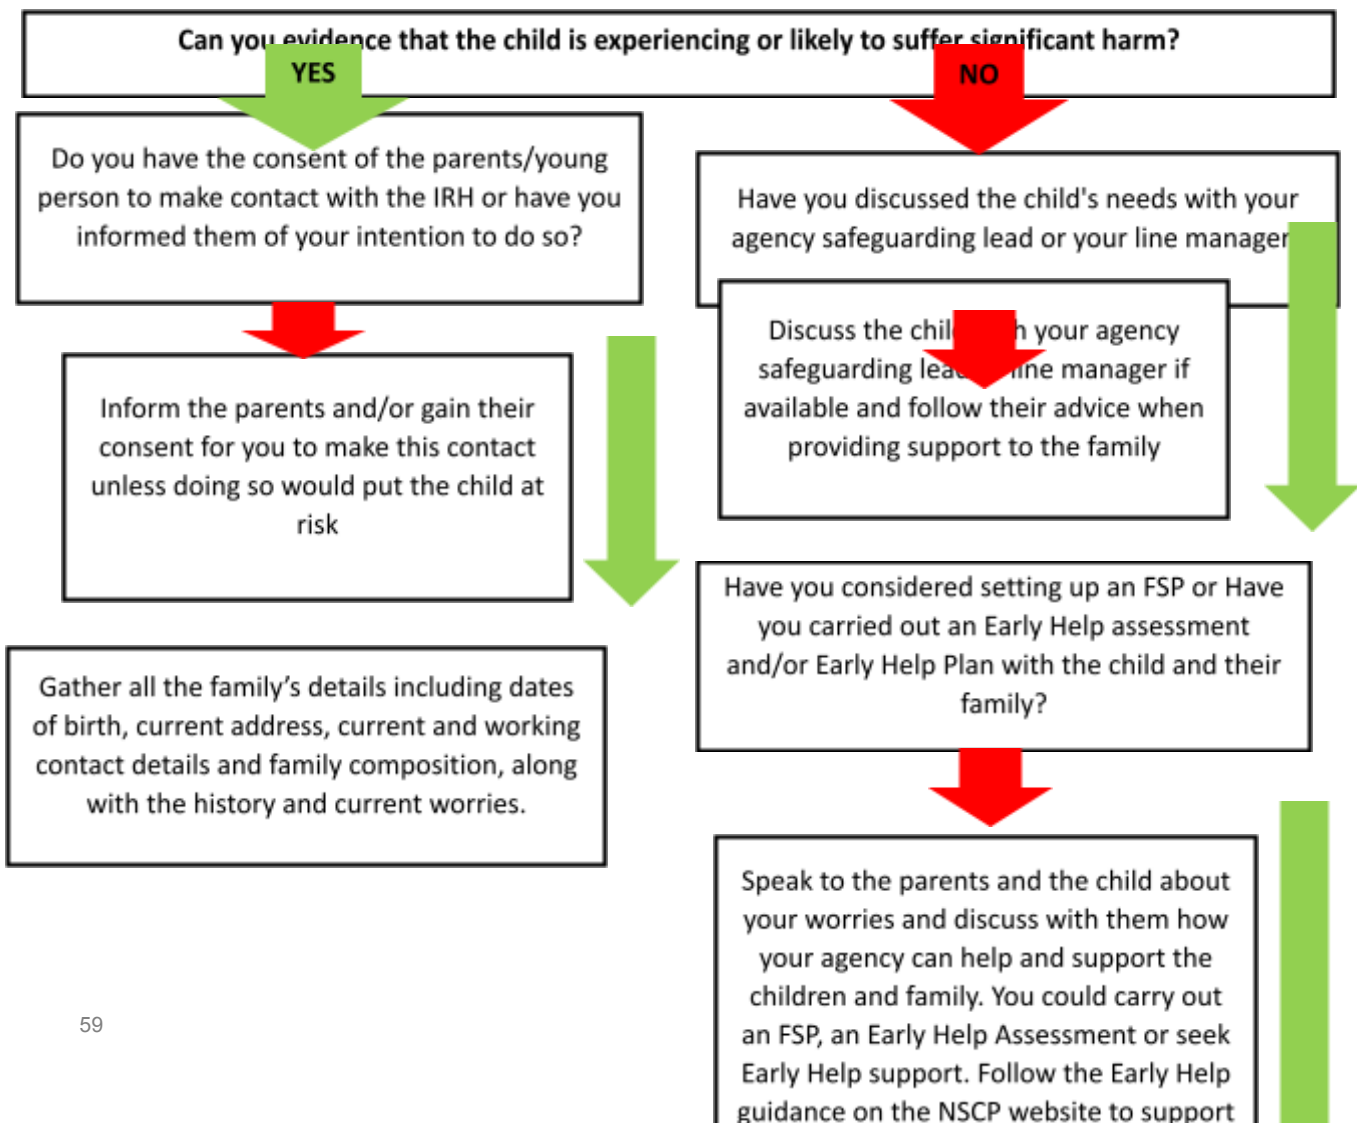 Can you evidence that the child is experiencing or likely to suffer significant harm?
YES
NO
Do you have the consent of the parents/young
person to make contact with the IRH or have you
informed them of your intention to do so?
Inform the parents and/or gain their
consent for you to make this contact
unless doing so would put the child at
risk
Gather all the family’s details including dates
of birth, current address, current and working
contact details and family composition, along
with the history and current worries.
Have you discussed the child's needs with your
agency safeguarding lead or your line manager
Discuss the your agency
safeguarding manager if
available and follow their advice when
providing support to the family
Have you considered setting up an FSP or Have
you carried out an Early Help assessment
and/or Early Help Plan with the child and their
family?
Speak to the parents and the child about
your worries and discuss with them how
your agency can help and support the
children and family. You could carry out
an FSP, an Early Help Assessment or seek
Early Help support. Follow the Early Help
guidance on the NSCP website to support
59